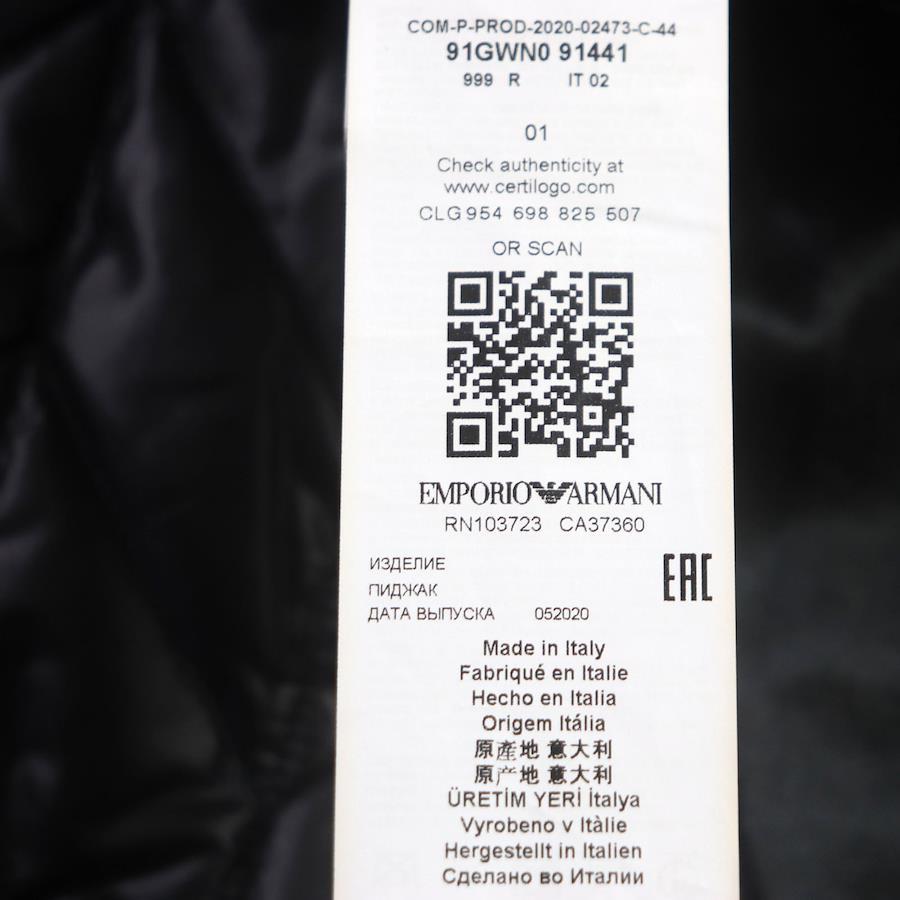 COM-P-PROD-2020-02473-C-44
91GWN0 91441
999 R IT 02
01
Check authenticity at
www.certilogo.com
CLG 954 698 825 507
OR SCAN
EMPORIO ARMANI
RN103723 CA37360
ИЗДЕЛИЕ
EAC
ПИДЖАК
ДАТА ВЫПУСКА 052020
Made in Italy
Fabriqué en Italie
Hecho en Italia
Origem Itália
原產地 意大利
原产地 意大利
ÜRETİM YERİ İtalya
Vyrobeno v Itàlie
Hergestellt in Italien
Сделано во Италии